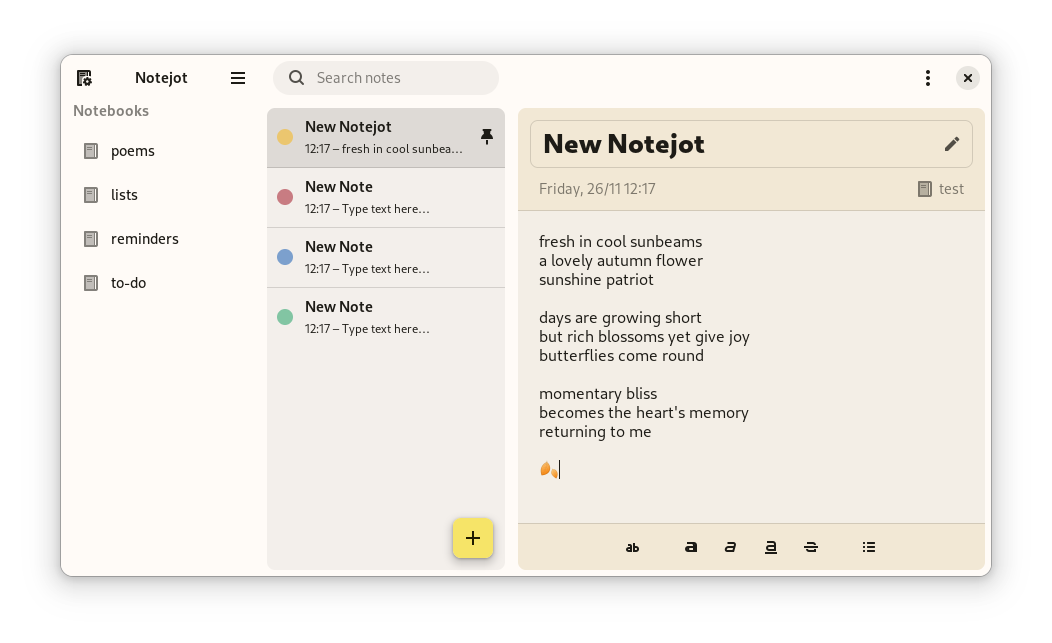 Notejot
Search notes
Notebooks
poems
lists
reminders
to-do
New Notejot
12:17 – fresh in cool sunbea…
New Note
12:17 – Type text here…
New Note
12:17 – Type text here…
New Note
12:17 – Type text here…
New Notejot
Friday, 26/11 12:17
test
fresh in cool sunbeams
a lovely autumn flower
sunshine patriot
days are growing short
but rich blossoms yet give joy
butterflies come round
momentary bliss
becomes the heart's memory
returning to me
🍂
ab a a a S